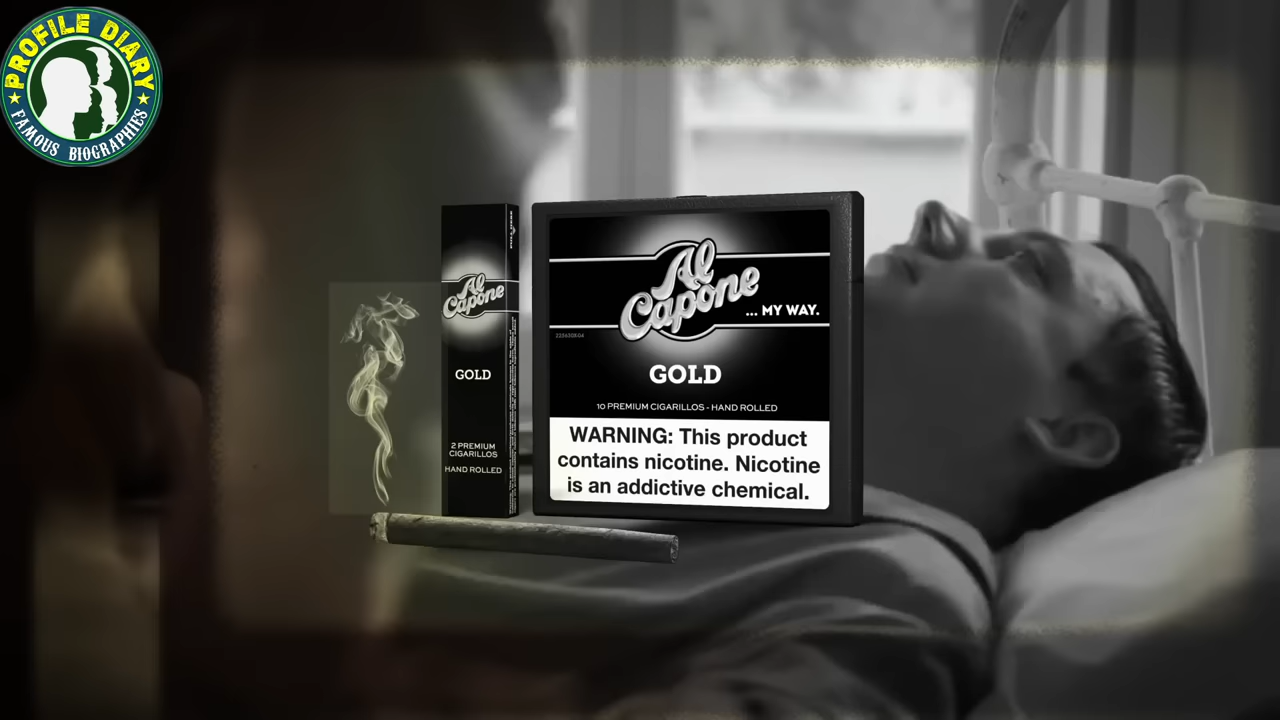 PROFILE DIARY
FAMOUS BIOGRAPHIES
Al
Capone
GOLD
2 PREMIUM
CIGARILLOS
HAND ROLLED
Al
Capone
... MY WAY.
GOLD
10 PREMIUM CIGARILLOS - HAND ROLLED
WARNING: This product
contains nicotine. Nicotine
is an addictive chemical.